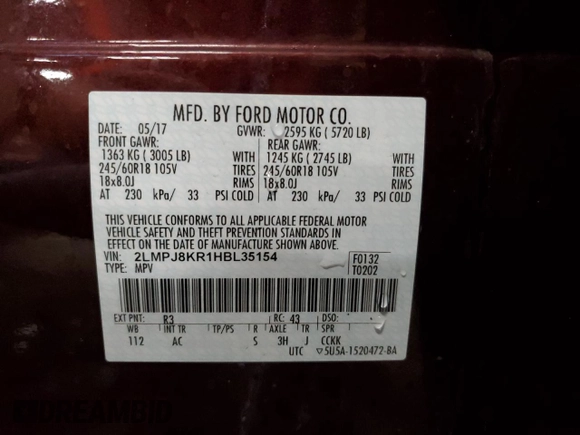 MFD. BY FORD MOTOR CO.
DATE: 05/17 GVWR: 2595 KG ( 5720 LB)
FRONT GAWR: REAR GAWR:
1363 KG ( 3005 LB) WITH 1245 KG ( 2745 LB) WITH
245/60R18 105V TIRES 245/60R18 105V TIRES
18x8.0J RIMS 18x8.0J RIMS
AT 230 kPa/ 33 PSI COLD AT 230 kPa/ 33 PSI COLD
THIS VEHICLE CONFORMS TO ALL APPLICABLE FEDERAL MOTOR
VEHICLE SAFETY AND THEFT PREVENTION STANDARDS IN
EFFECT ON THE DATE OF MANUFACTURE SHOWN ABOVE.
VIN: 2LMPJ8KR1HBL35154 F0132
TYPE: MPV T0202
EXT PNT: R3 RC: 43 DSO:
WB INT TR TP/PS R AXLE TR SPR
112 AC S 3H J CCKK
UTC ▽5U5A-1520472-BA
DREAMBID